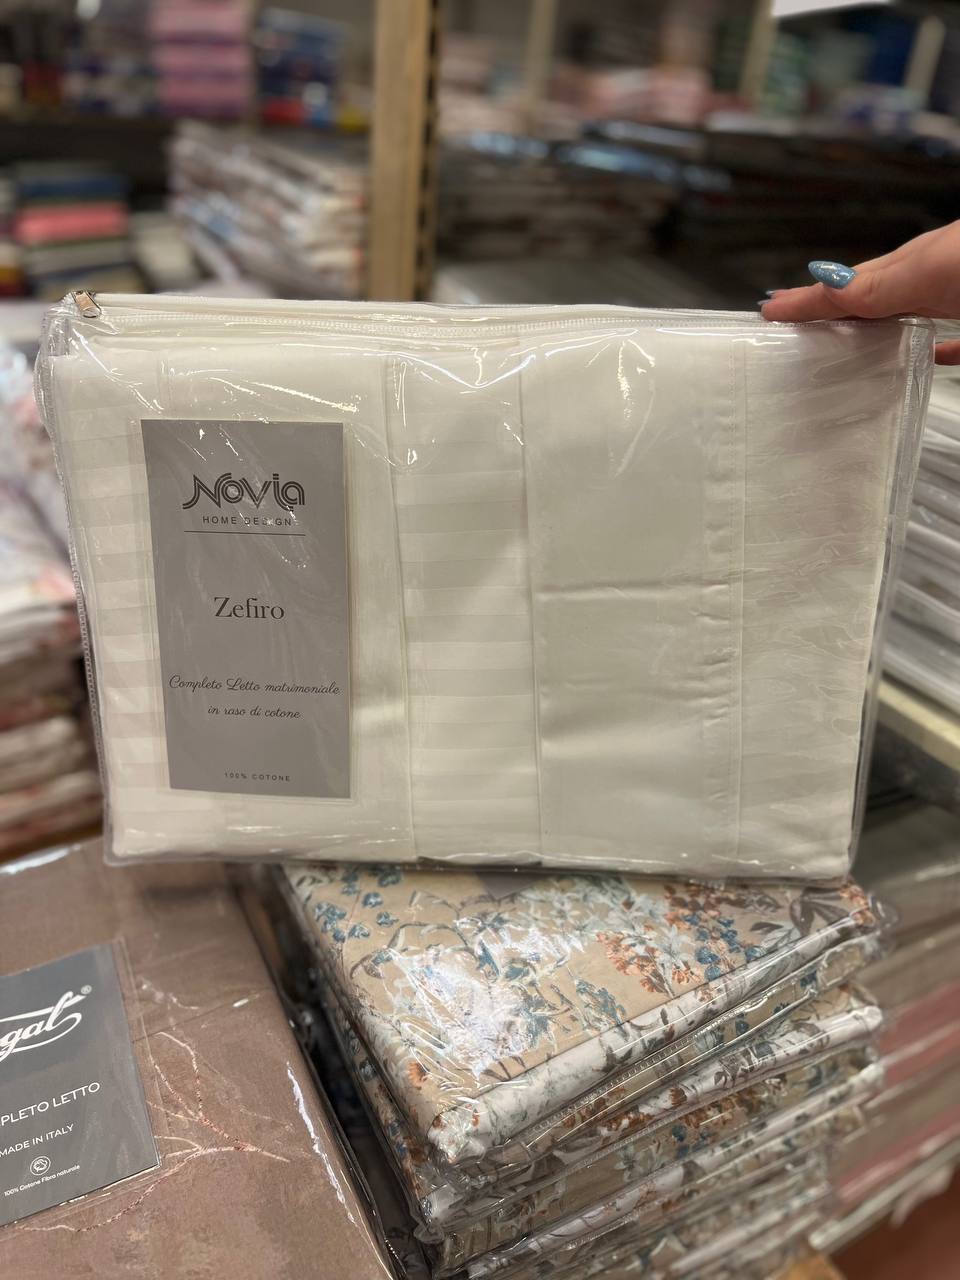 Novia
HOME DESIGN
Zefiro
Completo Letto matrimoniale
in raso di cotone
100% COTONE
®
LETTO
MADE IN ITALY
100% Cotone Fibra naturale